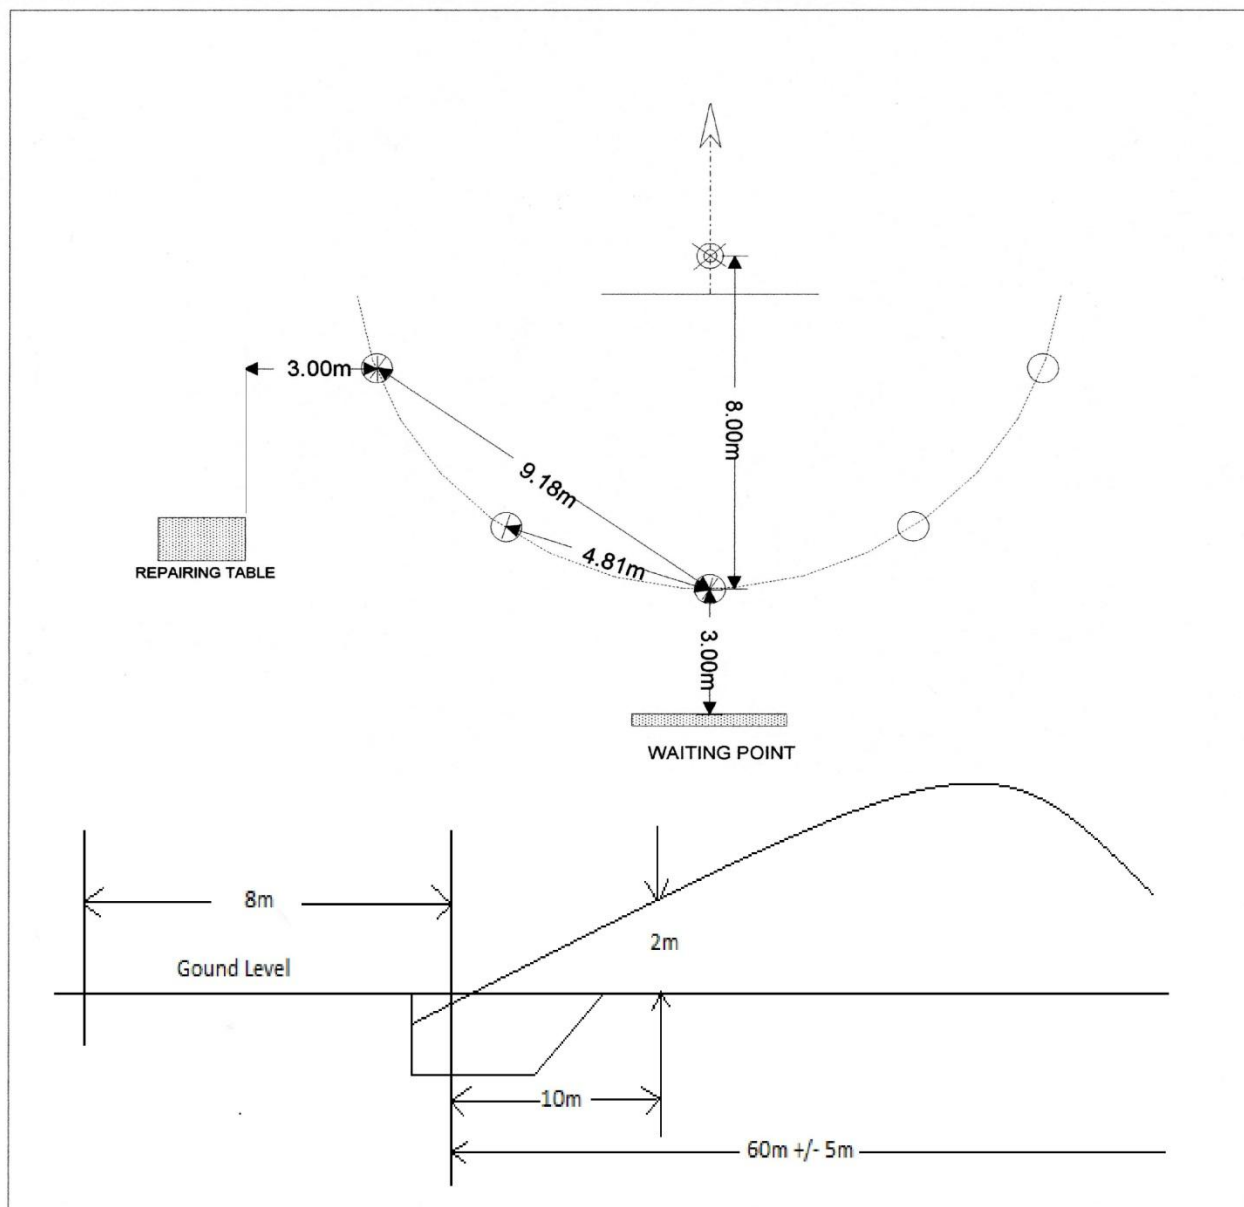 3.00m
8.00m
9.18m
4.81m
REPAIRING TABLE
3.00m
WAITING POINT
8m
2m
Gound Level
10m
60m +/- 5m